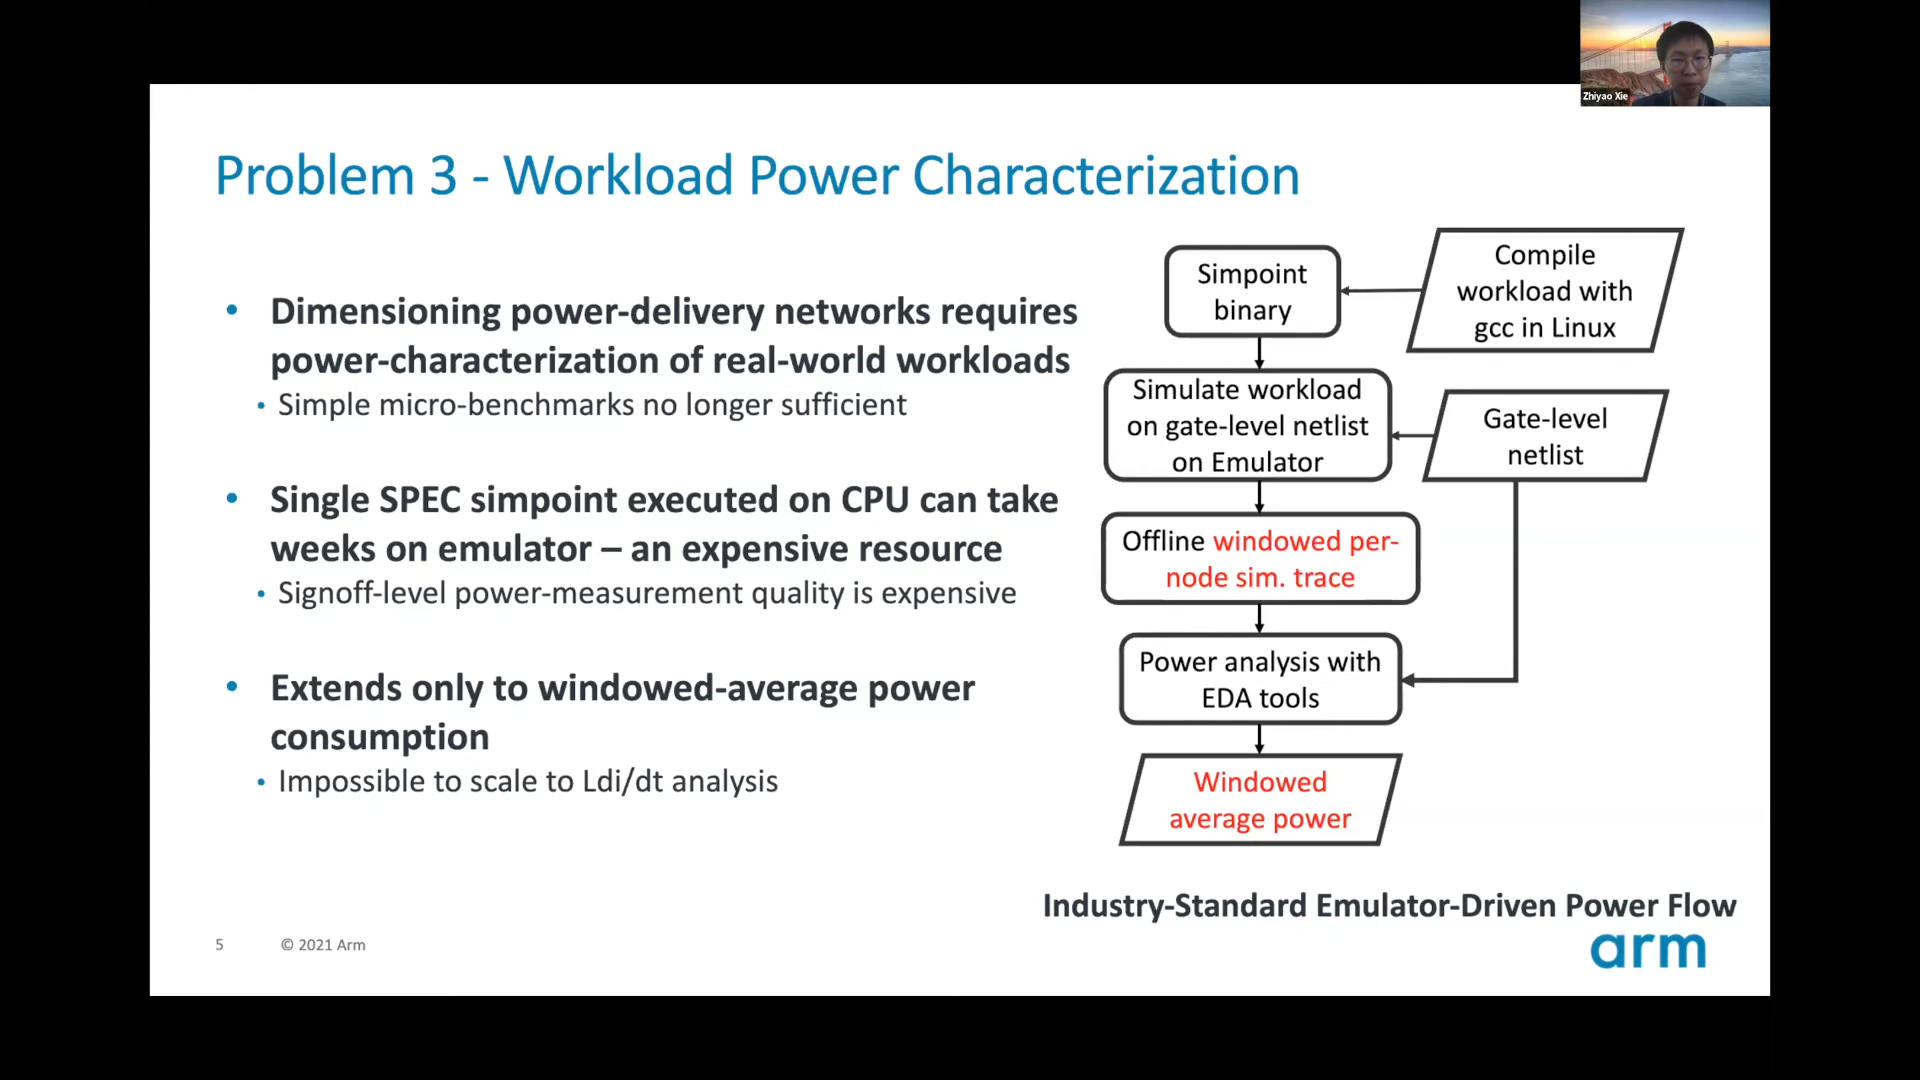 Zhiyao Xie
Problem 3 - Workload Power Characterization
• Dimensioning power-delivery networks requires
power-characterization of real-world workloads
• Simple micro-benchmarks no longer sufficient
• Single SPEC simpoint executed on CPU can take
weeks on emulator – an expensive resource
• Signoff-level power-measurement quality is expensive
• Extends only to windowed-average power
consumption
• Impossible to scale to Ldi/dt analysis
Simpoint
binary
Compile
workload with
gcc in Linux
Simulate workload
on gate-level netlist
on Emulator
Gate-level
netlist
Offline windowed per-
node sim. trace
Power analysis with
EDA tools
Windowed
average power
Industry-Standard Emulator-Driven Power Flow
5
© 2021 Arm
arm